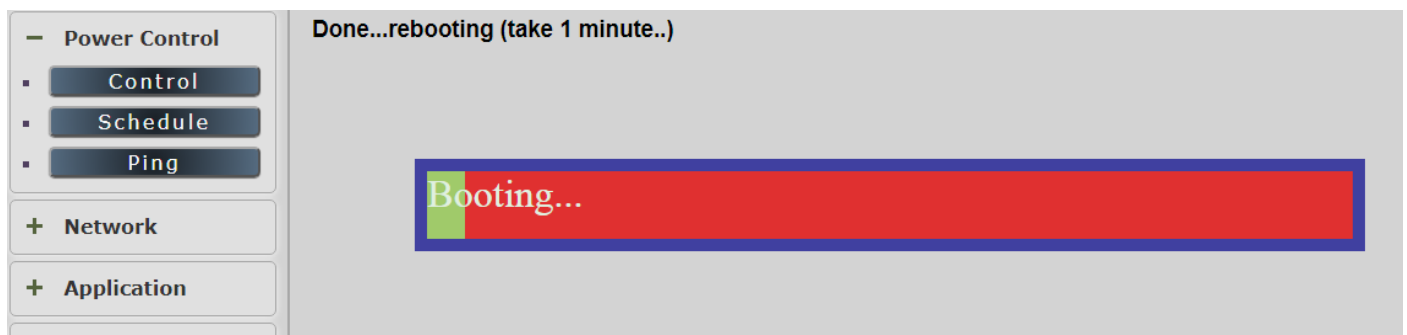 Power Control
Control
Schedule
Ping
Network
Application
Done...rebooting (take 1 minute..)
Booting...